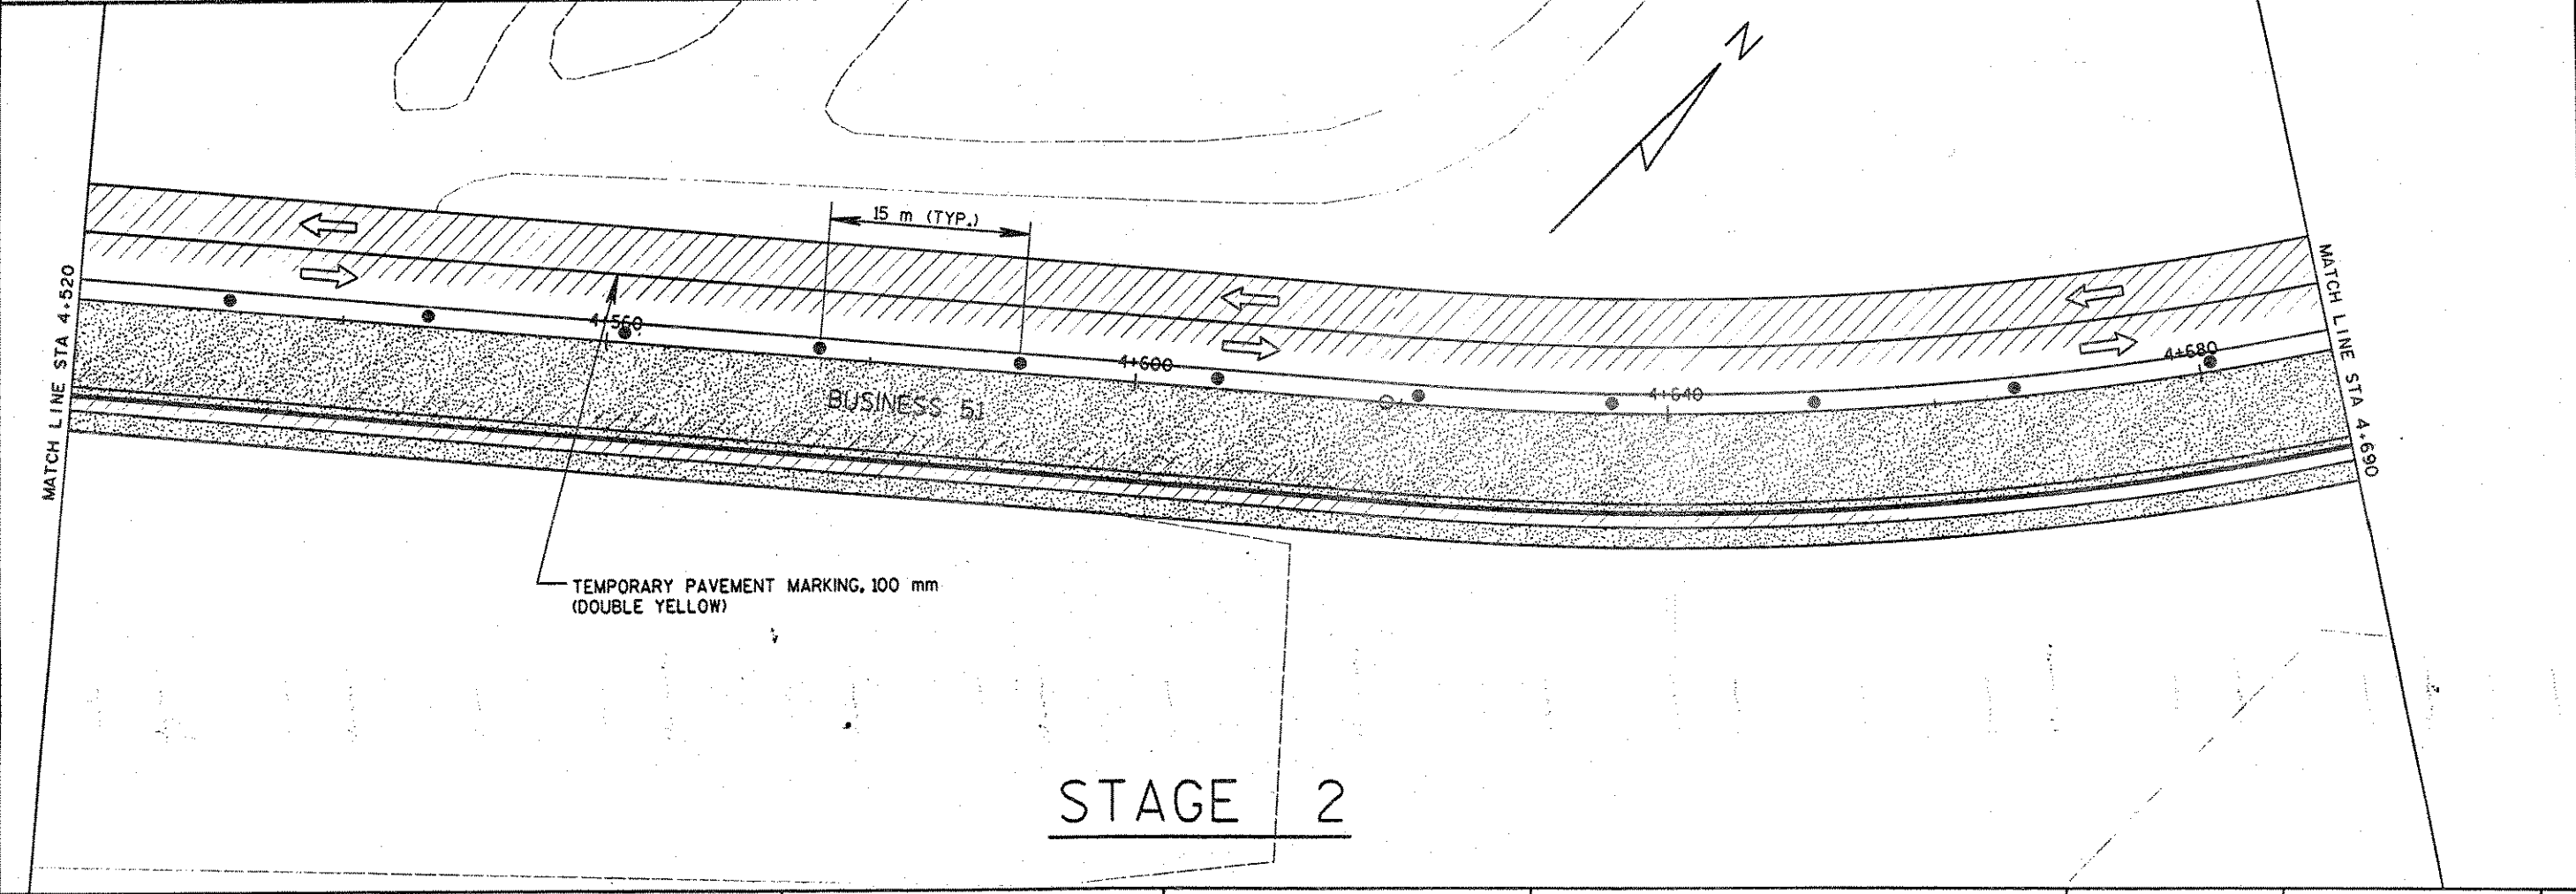 N
15 m (TYP.)
MATCH LINE STA 4+520
MATCH LINE STA 4+690
4+560
4+600
4+640
4+680
BUSINESS 51
TEMPORARY PAVEMENT MARKING, 100 mm
(DOUBLE YELLOW)
STAGE 2